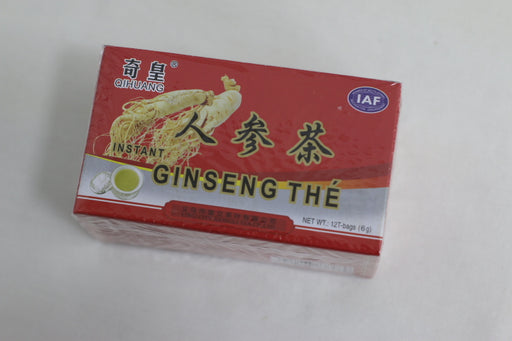 奇皇®
QIHUANG
IAF
人参茶
INSTANT
GINSENG THÉ
NET WT.: 12T-bags (6g)